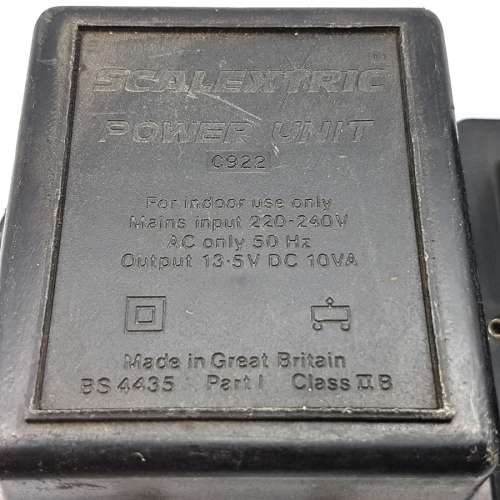 SCALEXTRIC
POWER UNIT
C922
For indoor use only
Mains input 220-240V
AC only 50 Hz
Output 13·5V DC 10VA
Made in Great Britain
BS 4435 Part I Class II B